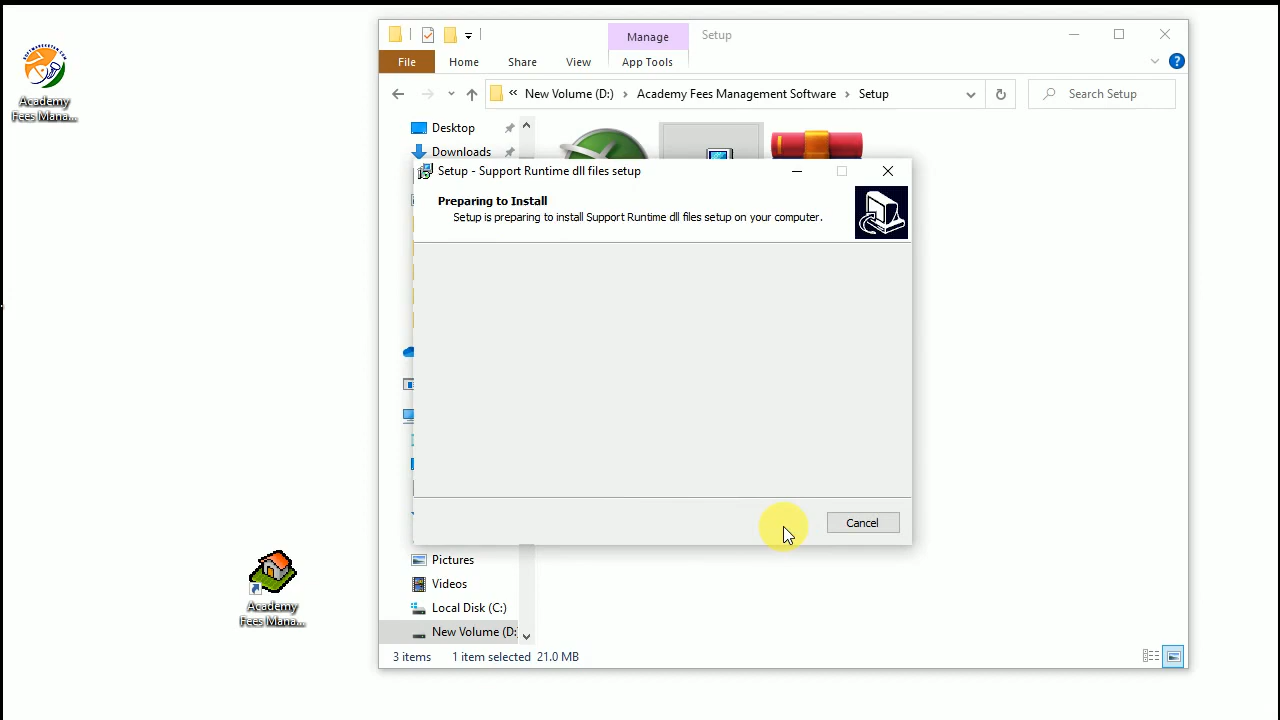 Manage
Setup
File
Home
Share
View
App Tools
« New Volume (D:) › Academy Fees Management Software › Setup
Search Setup
Academy
Fees Mana...
Desktop
Downloads
Setup - Support Runtime dll files setup
Preparing to Install
Setup is preparing to install Support Runtime dll files setup on your computer.
Cancel
Pictures
Videos
Local Disk (C:)
New Volume (D:
Academy
Fees Mana...
3 items
1 item selected
21.0 MB